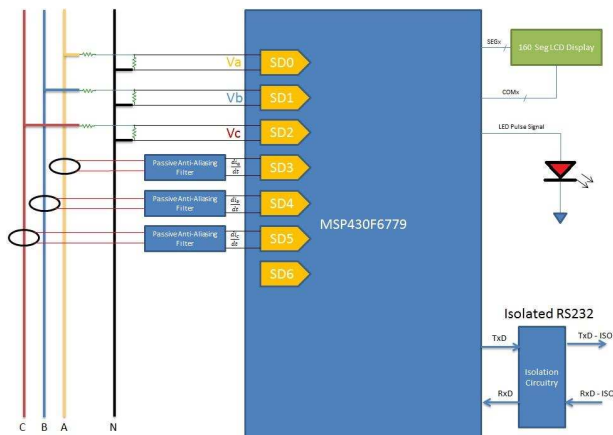 Va
SD0
Vb
SD1
Vc
SD2
Passive Anti-Aliasing
Filter
SD3
Passive Anti-Aliasing
Filter
SD4
Passive Anti-Aliasing
Filter
SD5
SD6
MSP430F6779
SEGx
160 Seg LCD Display
COMx
LED Pulse Signal
Isolated RS232
TxD
TxD - ISO
Isolation
Circuitry
RxD
RxD - ISO
C B A N